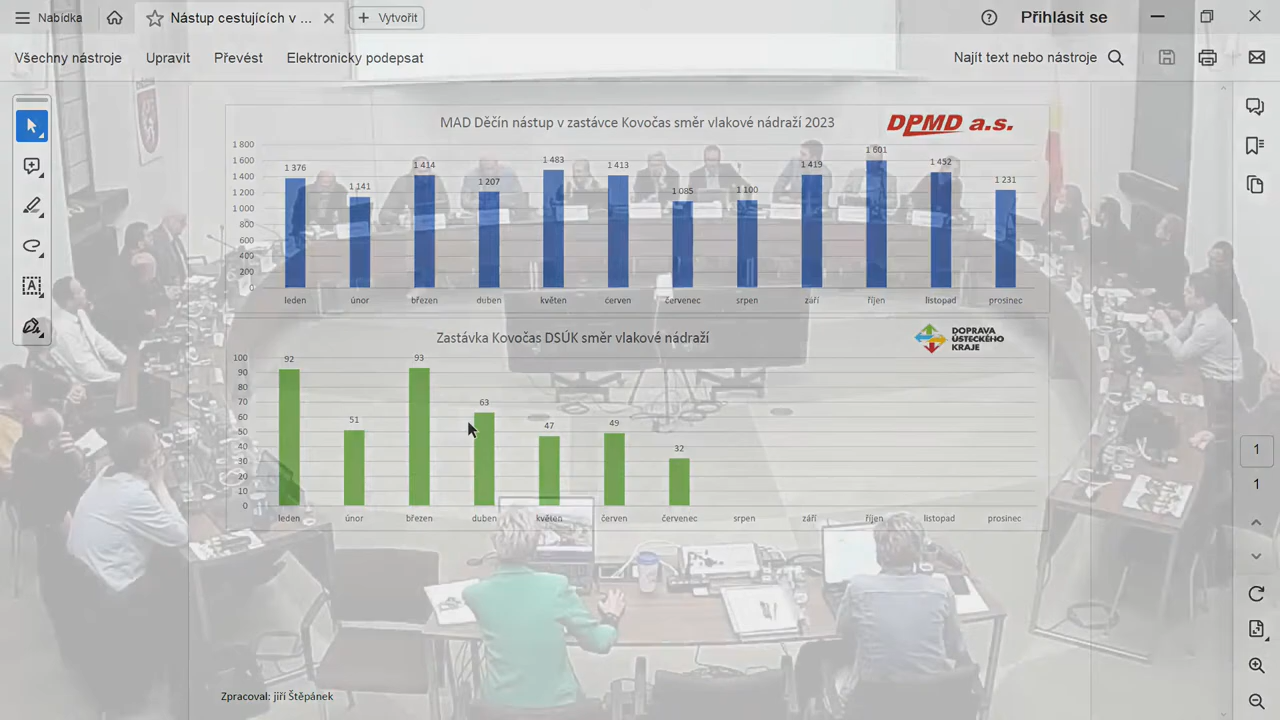 Nabídka
Nástup cestujících v ...
Vytvořit
Přihlásit se
Všechny nástroje
Upravit
Převést
Elektronicky podepsat
Najít text nebo nástroje
MAD Děčín nástup v zastávce Kovočas směr vlakové nádraží 2023
DPMD a.s.
1 800
1 600
1 400
1 200
1 000
800
600
400
200
0
1 376
1 141
1 414
1 207
1 483
1 413
1 085
1 100
1 419
1 601
1 452
1 231
leden
únor
březen
duben
květen
červen
červenec
srpen
září
říjen
listopad
prosinec
Zastávka Kovočas DSÚK směr vlakové nádraží
DOPRAVA
ÚSTECKÉHO
KRAJE
100
90
80
70
60
50
40
30
20
10
0
92
51
93
63
47
49
32
leden
únor
březen
duben
květen
červen
červenec
srpen
září
říjen
listopad
prosinec
1
1
Zpracoval: jiří Štěpánek